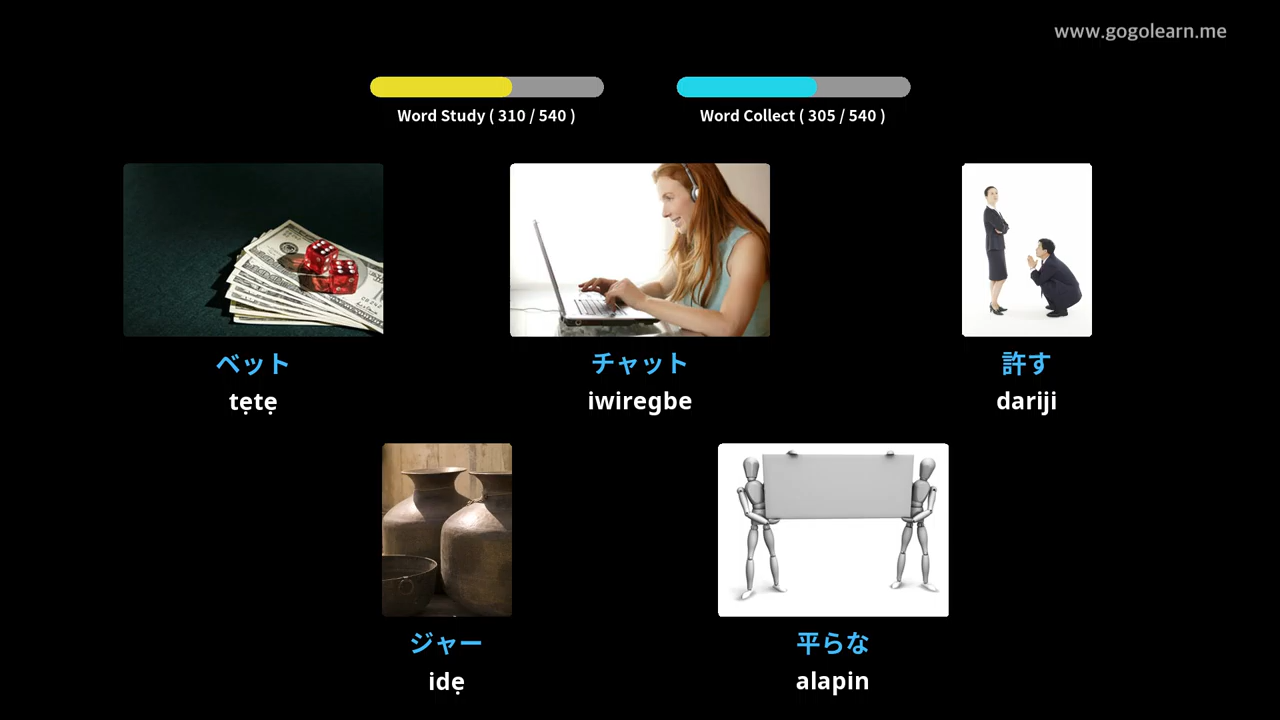 www.gogolearn.me
Word Study ( 310 / 540 )
Word Collect ( 305 / 540 )
ベット
tẹtẹ
チャット
iwiregbe
許す
dariji
ジャー
idẹ
平らな
alapin